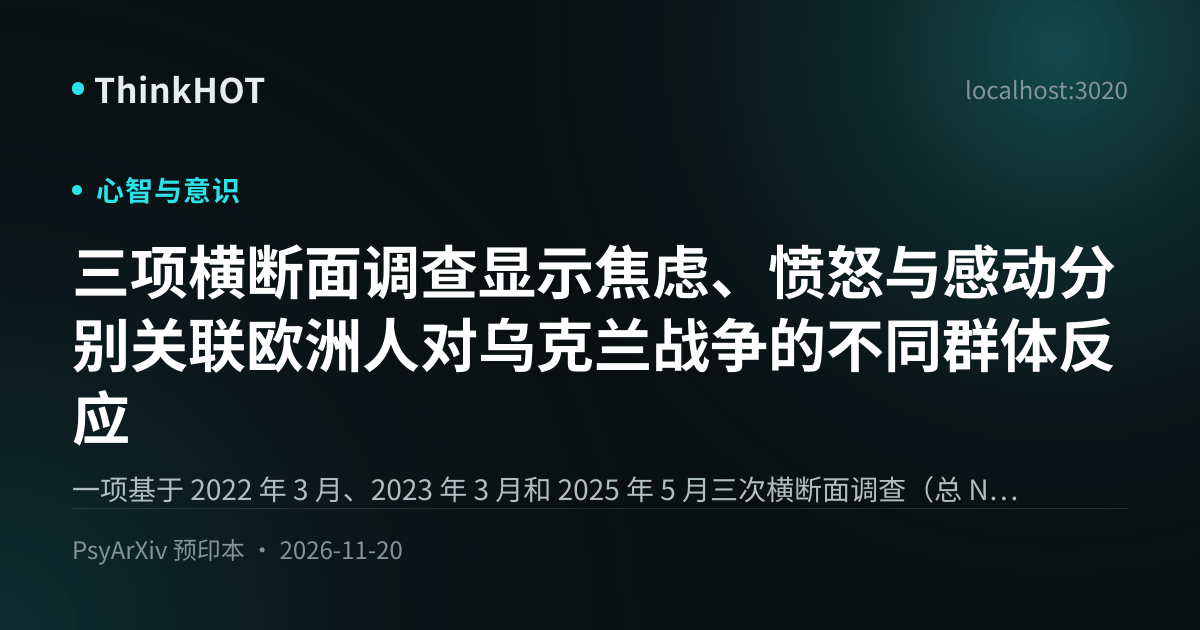 ThinkHOT
localhost:3020
心智与意识
三项横断面调查显示焦虑、愤怒与感动分
别关联欧洲人对乌克兰战争的不同群体反
应
一项基于 2022 年 3 月、2023 年 3 月和 2025 年 5 月三次横断面调查（总 N…
PsyArXiv 预印本 • 2026-11-20